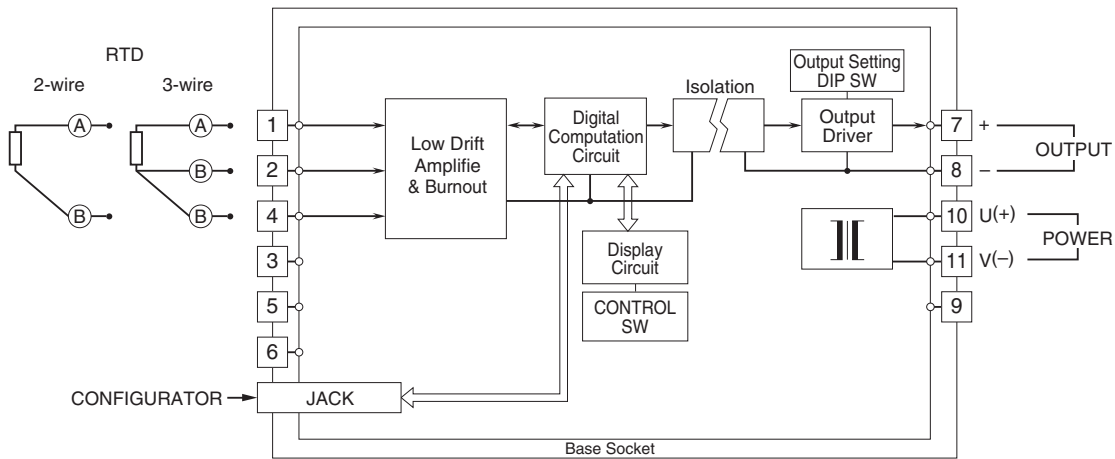 RTD
2-wire
3-wire
A
B
A
B
B
1
2
4
3
5
6
Low Drift
Amplifie
& Burnout
Digital
Computation
Circuit
Isolation
Output Setting
DIP SW
Output
Driver
Display
Circuit
CONTROL
SW
7 +
8 –
OUTPUT
10 U(+)
11 V(–)
POWER
9
CONFIGURATOR
JACK
Base Socket